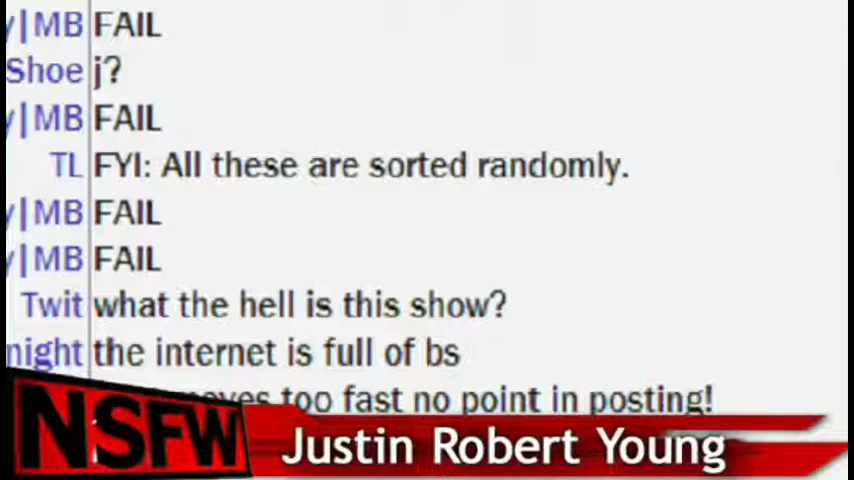 y|MB FAIL
Shoe j?
y|MB FAIL
TL FYI: All these are sorted randomly.
y|MB FAIL
y|MB FAIL
Twit what the hell is this show?
night the internet is full of bs
moves too fast no point in posting!
NSFW Justin Robert Young